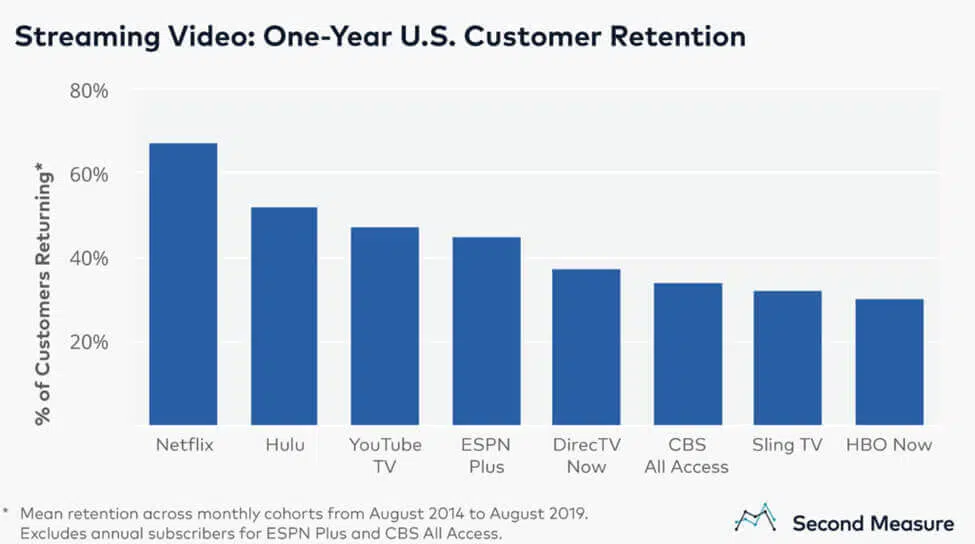 Streaming Video: One-Year U.S. Customer Retention
% of Customers Returning*
80%
60%
40%
20%
Netflix
Hulu
YouTube
TV
ESPN
Plus
DirecTV
Now
CBS
All Access
Sling TV
HBO Now
* Mean retention across monthly cohorts from August 2014 to August 2019.
Excludes annual subscribers for ESPN Plus and CBS All Access.
Second Measure